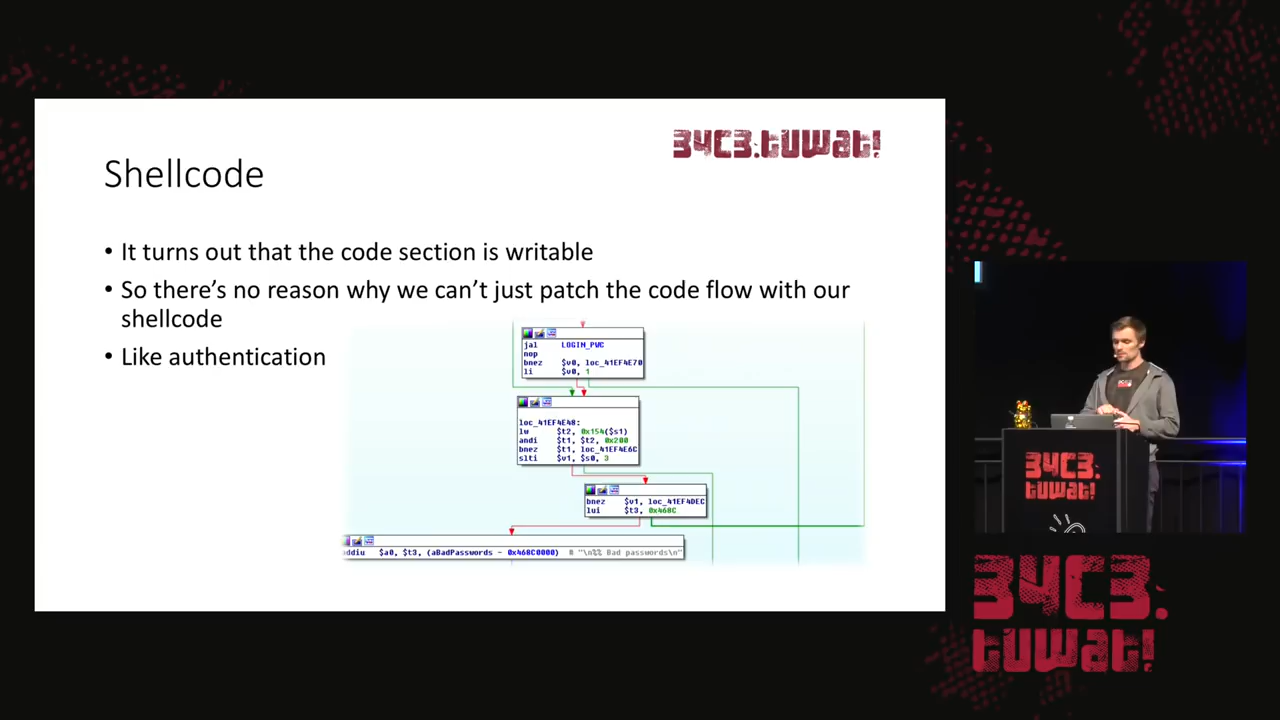 34C3.tuwat!
Shellcode
• It turns out that the code section is writable
• So there's no reason why we can't just patch the code flow with our
shellcode
• Like authentication
jal LOGIN_PWC
nop
bnez $v0, loc_41EF4E70
li $v0, 1
loc_41EF4E48:
lw $t2, 0x154($s1)
andi $t1, $t2, 0x200
bnez $t1, loc_41EF4E6C
slti $v1, $s0, 3
bnez $v1, loc_41EF4DEC
lui $t3, 0x468C
addiu $a0, $t3, (aBadPasswords - 0x468C0000) # "\n%% Bad passwords\n"
34C3.
tuwat!
34C3.
tuwat!